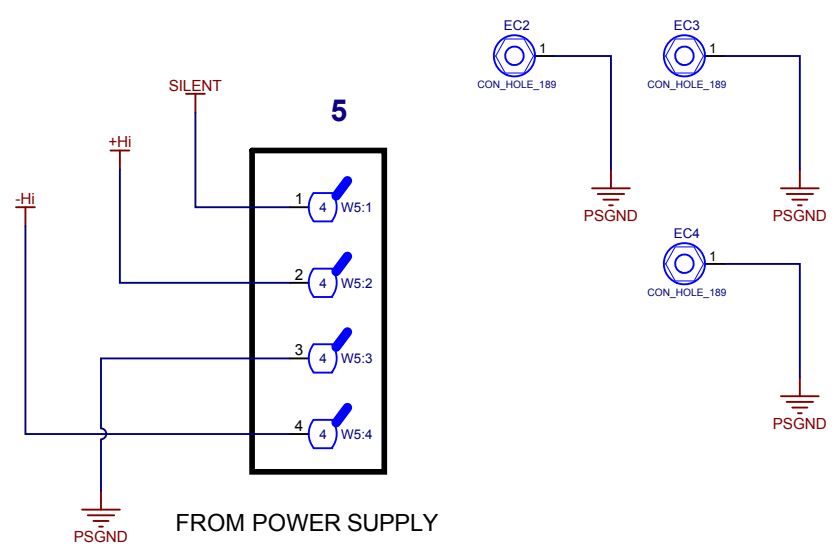 EC2
1
CON_HOLE_189
PSGND
EC3
1
CON_HOLE_189
PSGND
SILENT
5
+Hi
-Hi
1
4
W5:1
2
4
W5:2
3
4
W5:3
4
4
W5:4
PSGND
FROM POWER SUPPLY
EC4
1
CON_HOLE_189
PSGND